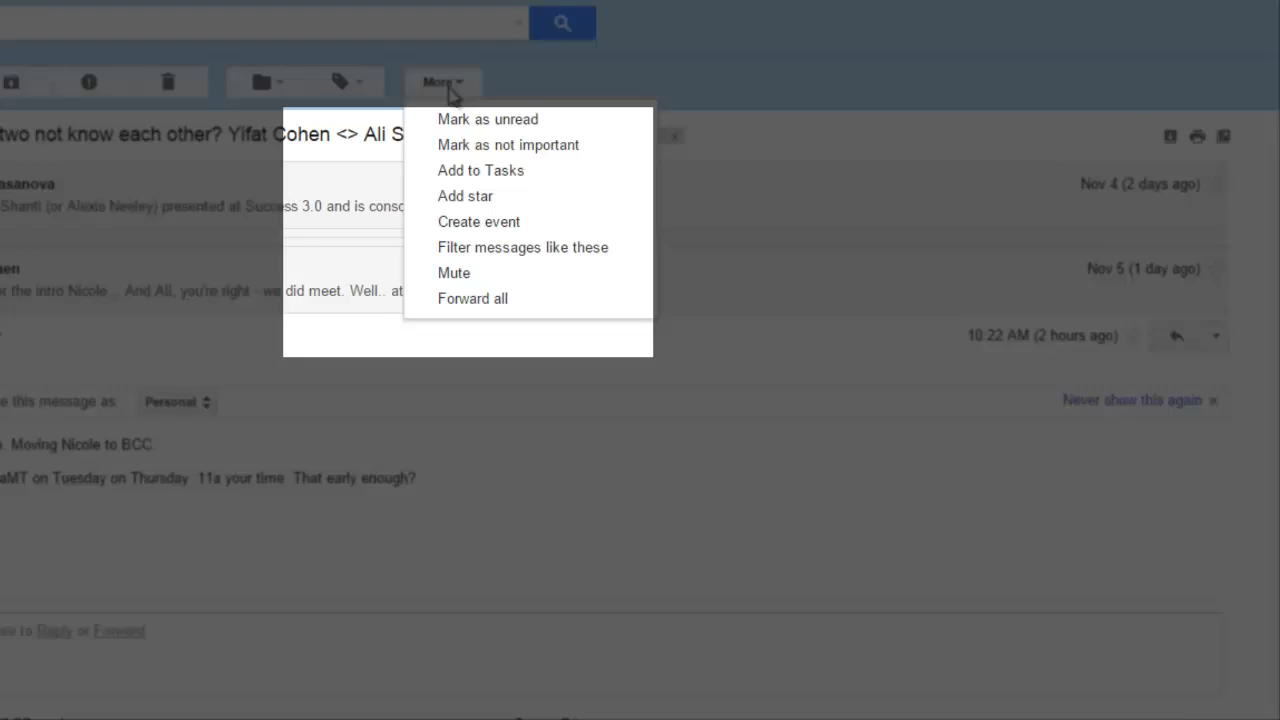 More
two not know each other? Yifat Cohen <> Ali S
x
Mark as unread
Mark as not important
Add to Tasks
Add star
Create event
Filter messages like these
Mute
Forward all
asanova
Nov 4 (2 days ago)
Shanti (or Alexis Neeley) presented at Success 3.0 and is consc
en
Nov 5 (1 day ago)
r the intro Nicole... And Ali, you're right - we did meet. Well.. at
10:22 AM (2 hours ago)
e this message as:
Personal
Never show this again x
. Moving Nicole to BCC.
aMT on Tuesday on Thursday 11a your time That early enough?
re to Reply or Forward